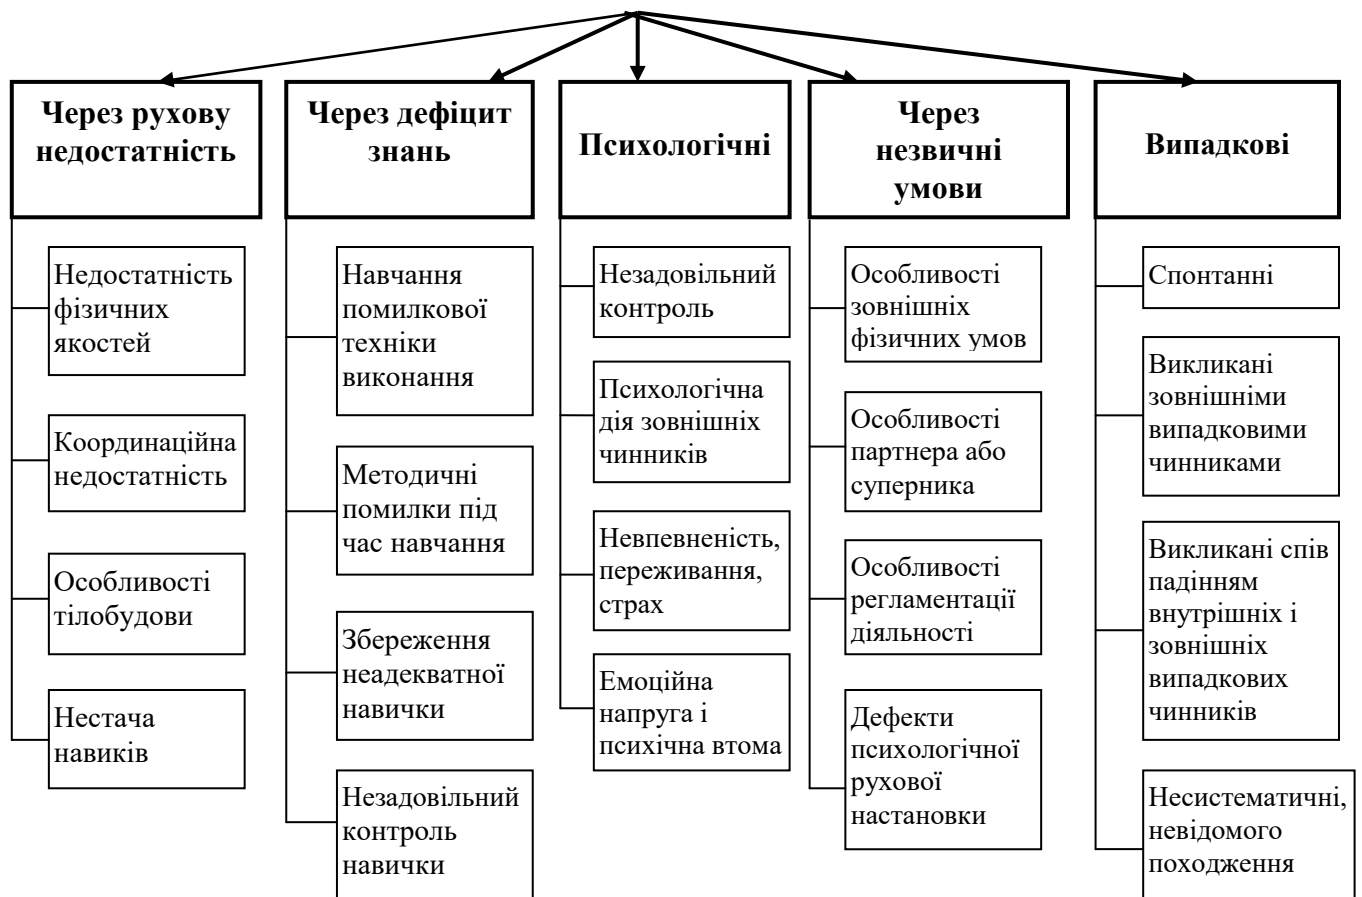 Через рухову
недостатність
Недостатність
фізичних
якостей
Координаційна
недостатність
Особливості
тілобудови
Нестача
навиків
Через дефіцит
знань
Навчання
помилкової
техніки
виконання
Методичні
помилки під
час навчання
Збереження
неадекватної
навички
Незадовільний
контроль
навички
Психологічні
Незадовільний
контроль
Психологічна
дія зовнішніх
чинників
Невпевненість,
переживання,
страх
Емоційна
напруга і
психічна втома
Через
незвичні
умови
Особливості
зовнішніх
фізичних умов
Особливості
партнера або
суперника
Особливості
регламентації
діяльності
Дефекти
психологічної
рухової
настановки
Випадкові
Спонтанні
Викликані
зовнішніми
випадковими
чинниками
Викликані спів
падінням
внутрішніх і
зовнішніх
випадкових
чинників
Несистематичні,
невідомого
походження